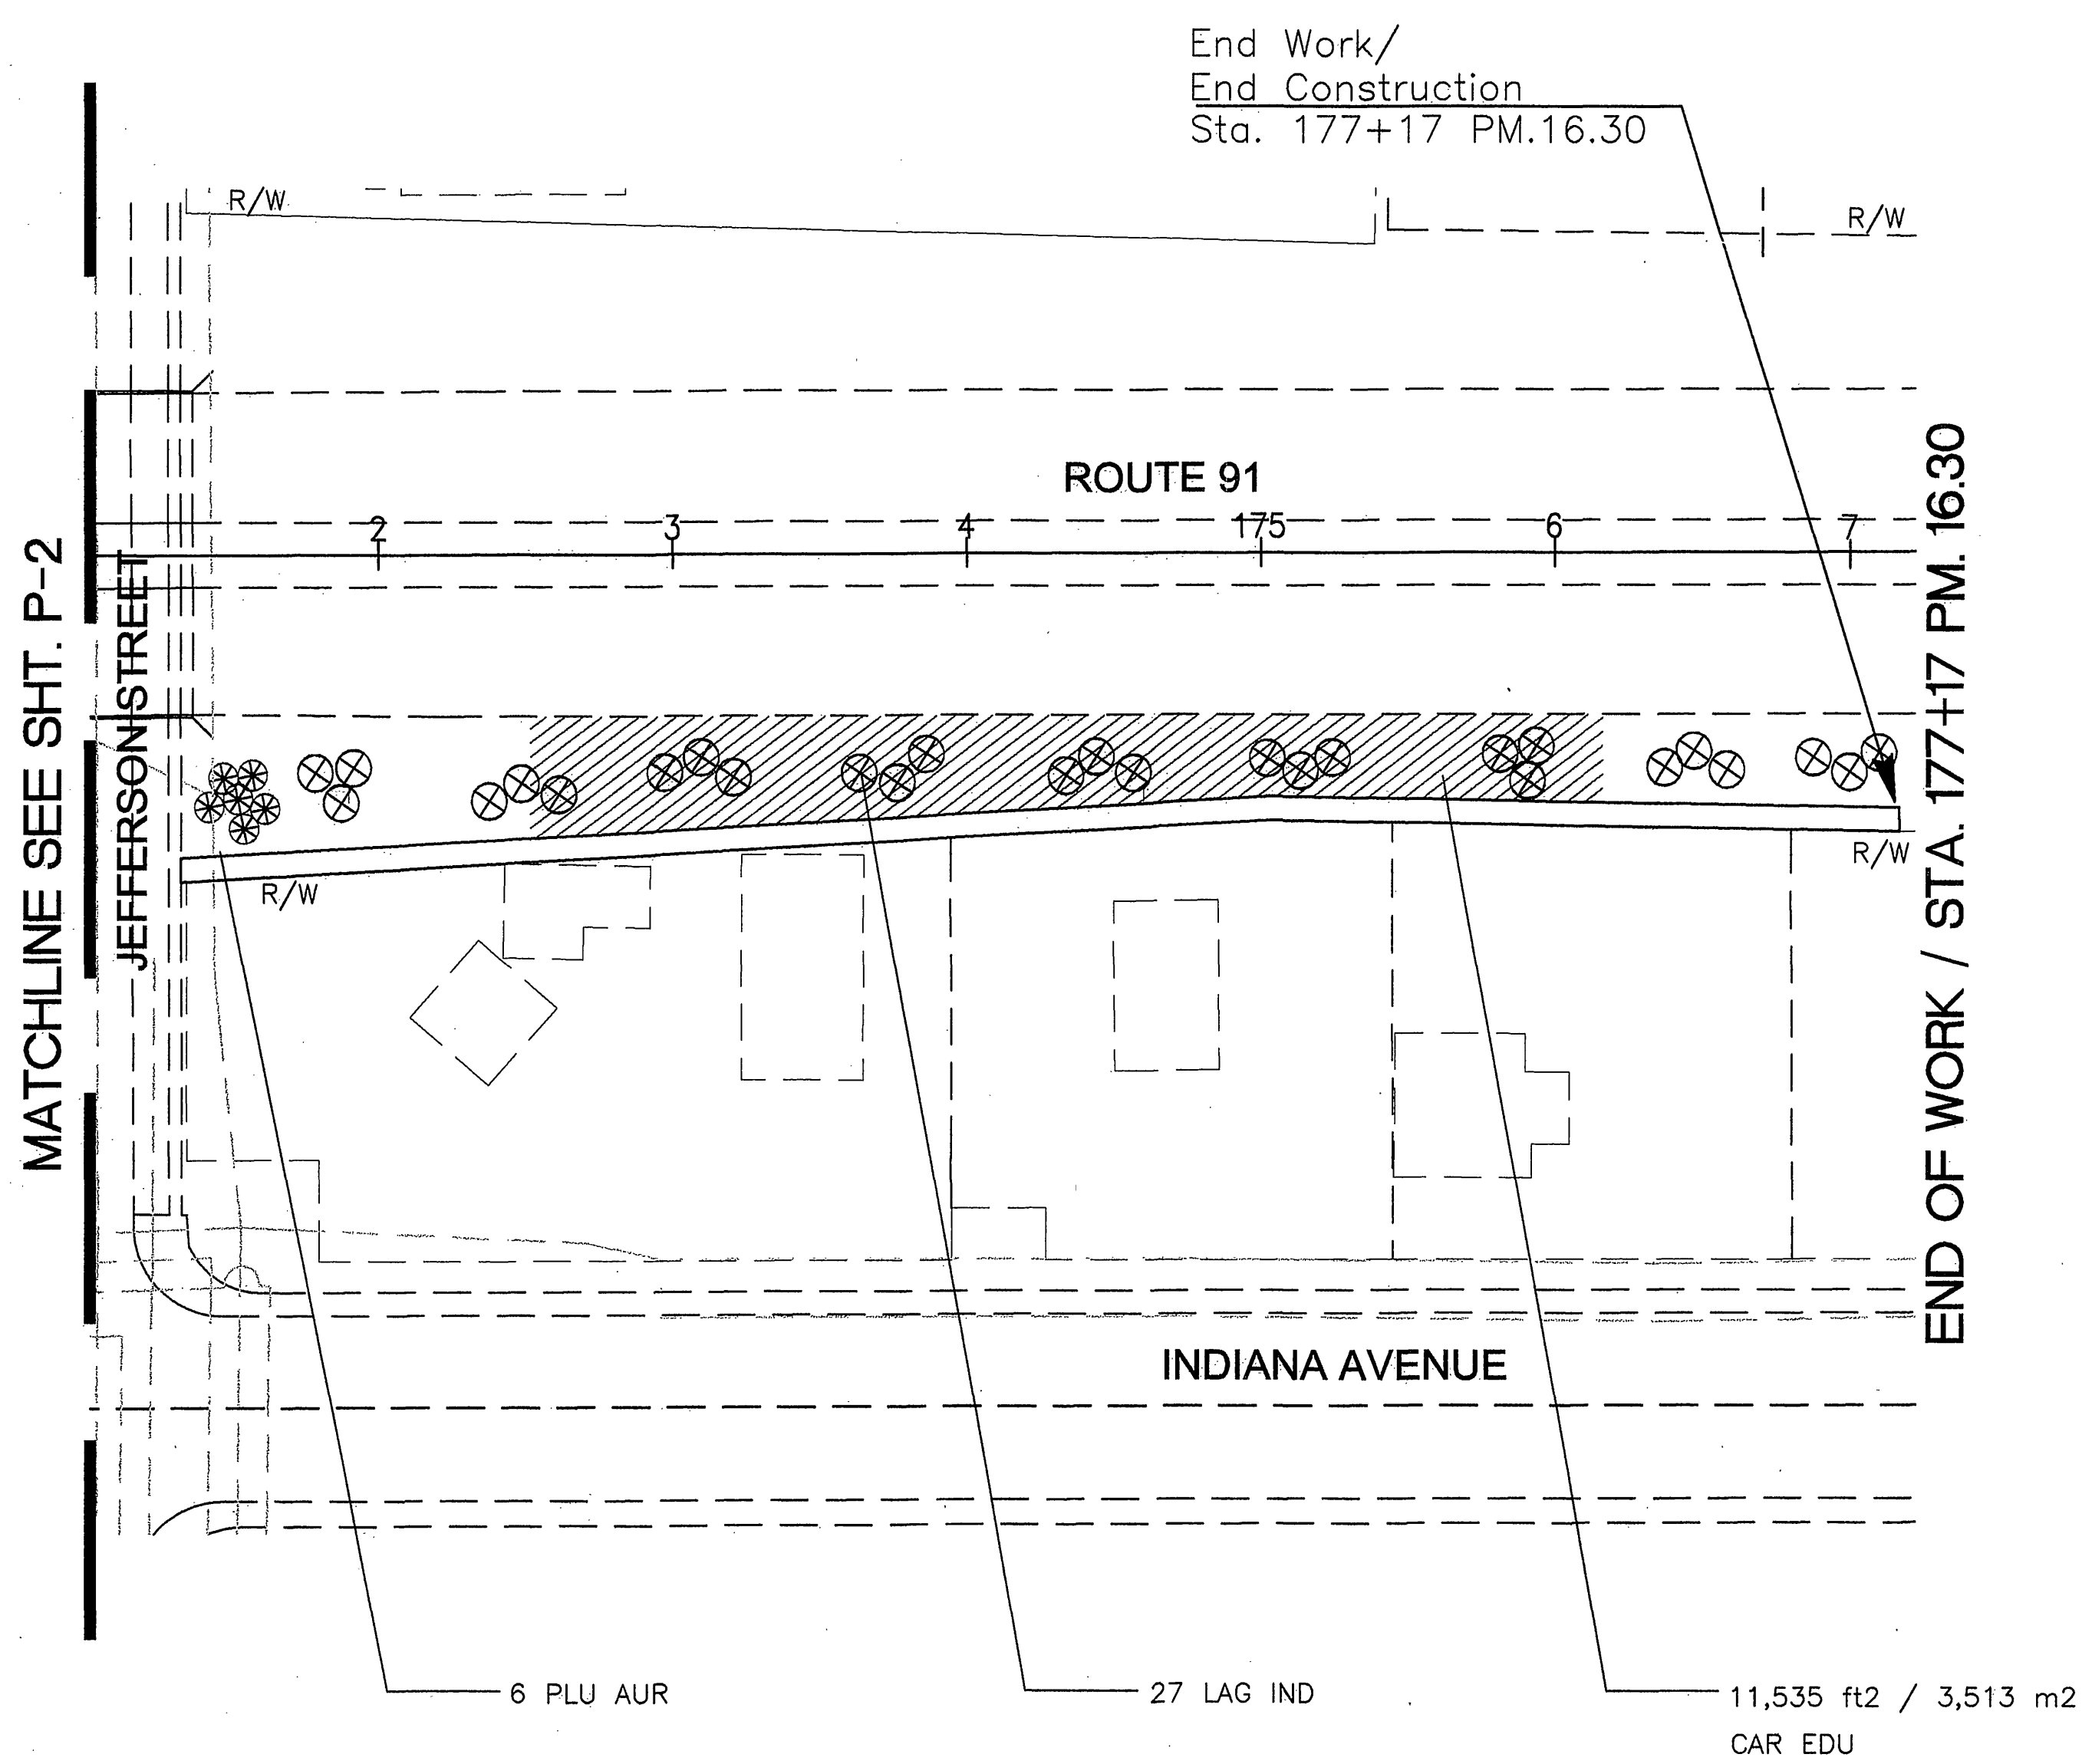 End Work/
End Construction
Sta. 177+17 PM.16.30
R/W
R/W
ROUTE 91
2 3 4 175 6 7
MATCHLINE SEE SHT. P-2
JEFFERSON STREET
END OF WORK / STA. 177+17 PM. 16.30
R/W
R/W
INDIANA AVENUE
6 PLU AUR
27 LAG IND
11,535 ft2 / 3,513 m2
CAR EDU